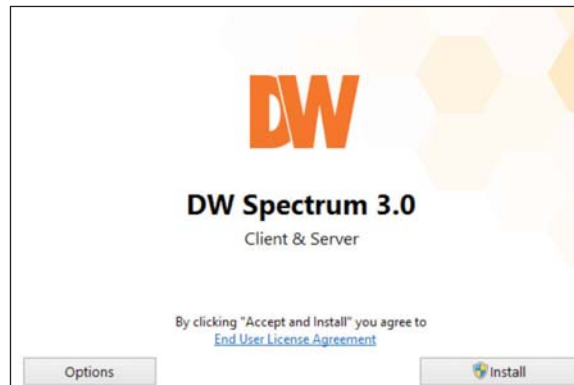 DW
DW Spectrum 3.0
Client & Server
By clicking "Accept and Install" you agree to
End User License Agreement
Options
Install